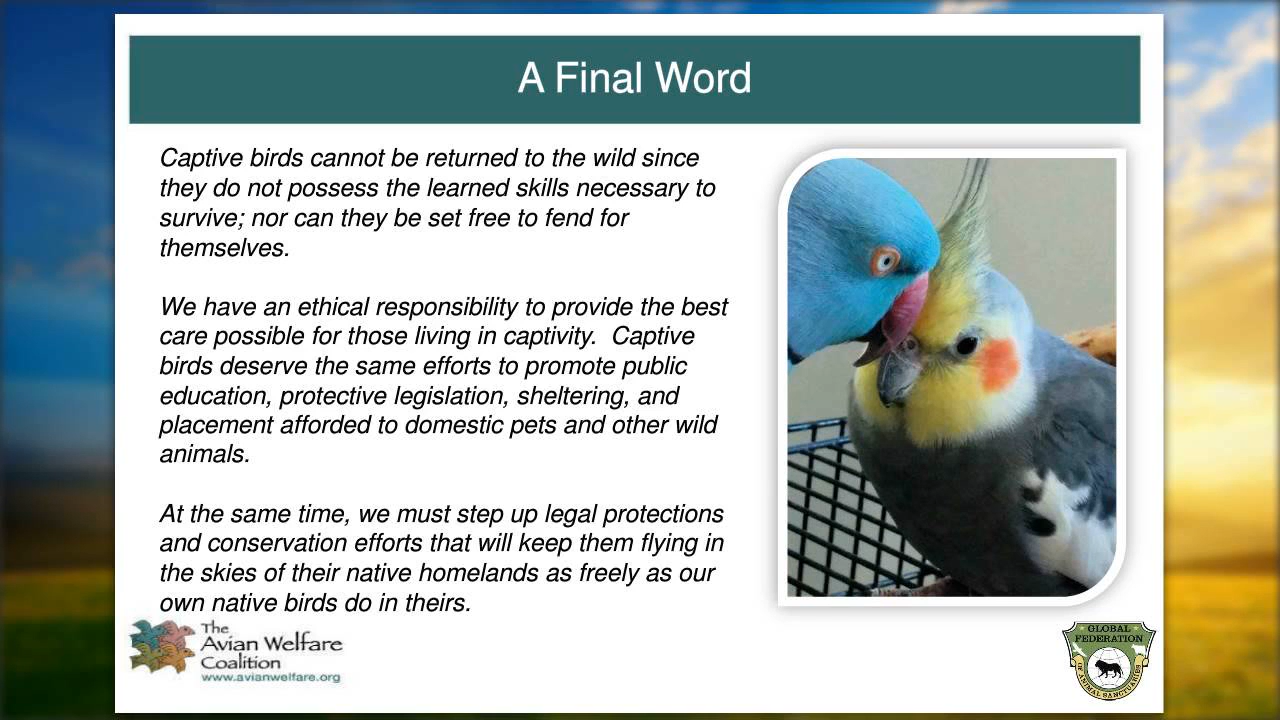 A Final Word
Captive birds cannot be returned to the wild since
they do not possess the learned skills necessary to
survive; nor can they be set free to fend for
themselves.
We have an ethical responsibility to provide the best
care possible for those living in captivity.  Captive
birds deserve the same efforts to promote public
education, protective legislation, sheltering, and
placement afforded to domestic pets and other wild
animals.
At the same time, we must step up legal protections
and conservation efforts that will keep them flying in
the skies of their native homelands as freely as our
own native birds do in theirs.
The
Avian Welfare
Coalition
www.avianwelfare.org
GLOBAL
FEDERATION
OF ANIMAL SANCTUARIES